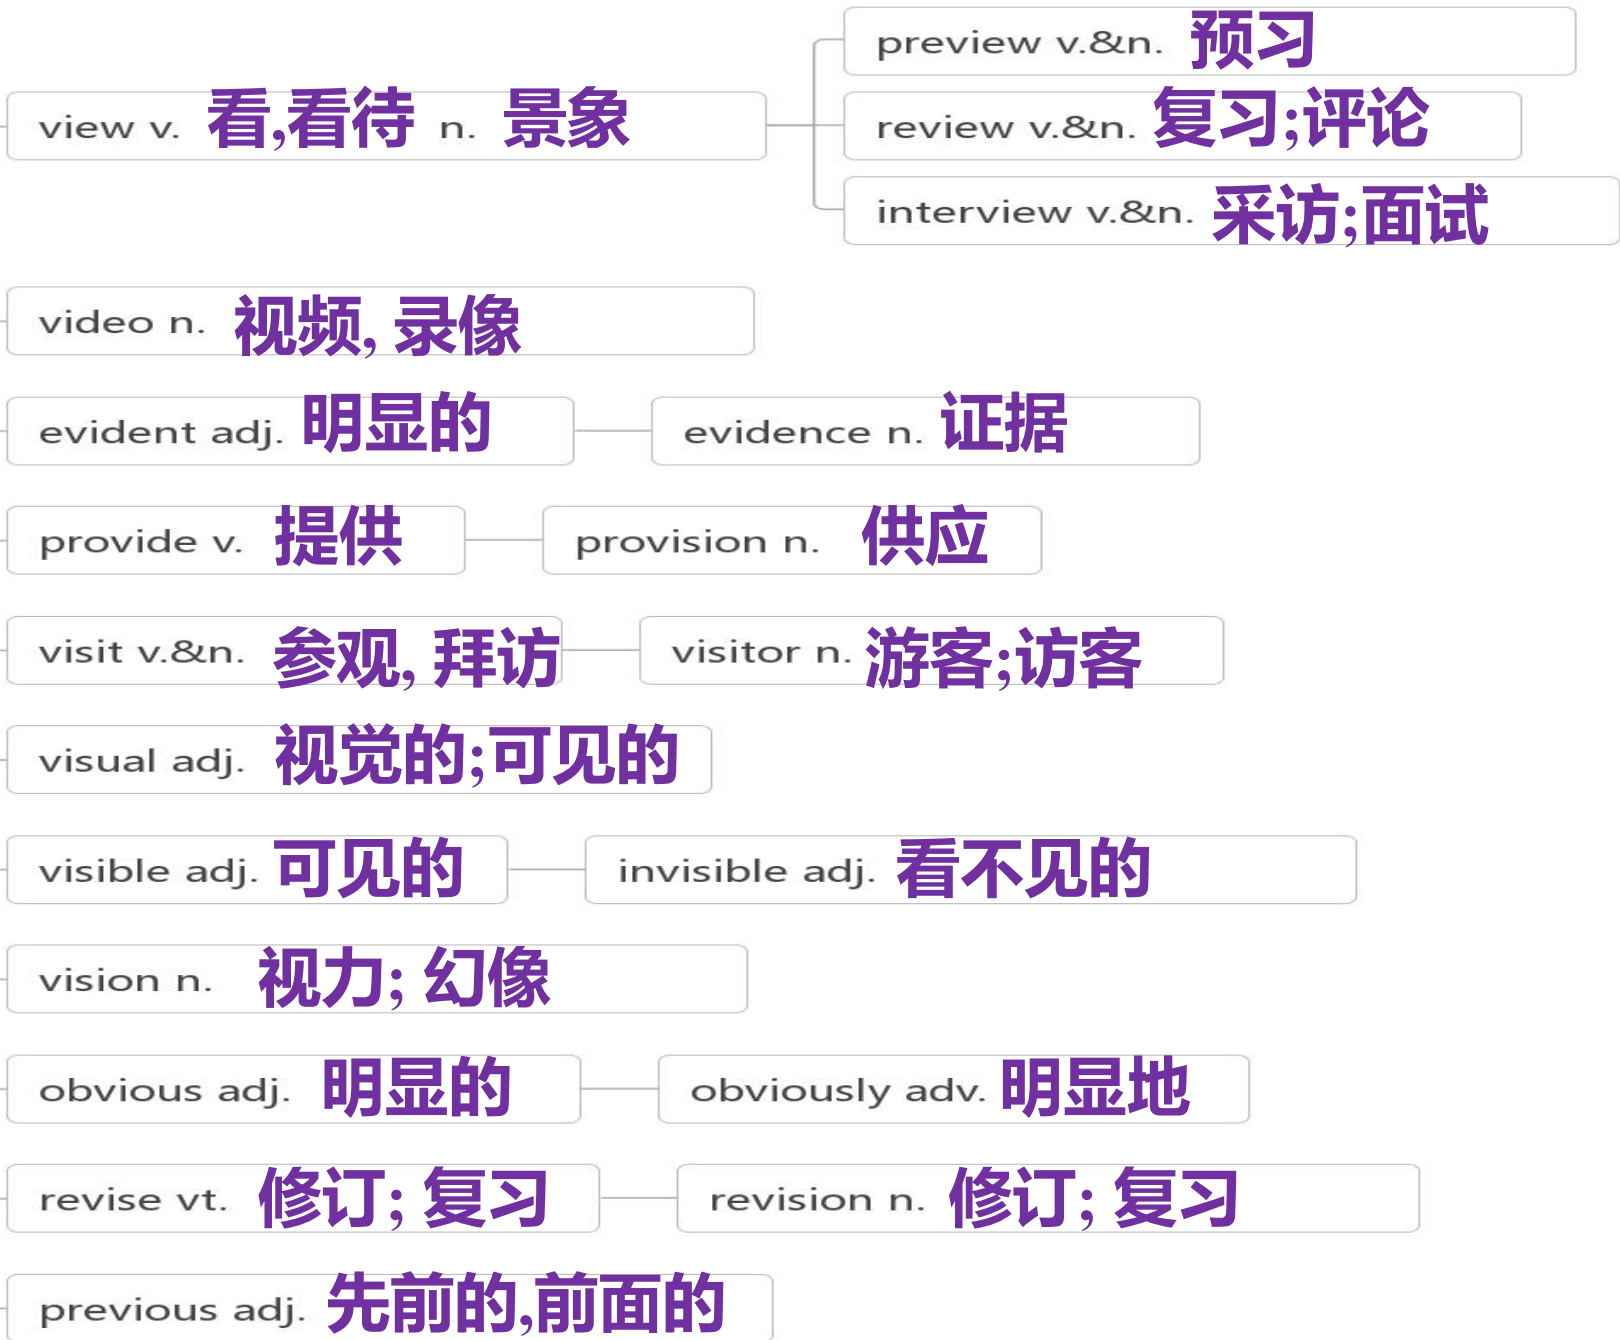 preview v.&n. 预习
view v. 看,看待 n. 景象
review v.&n. 复习;评论
interview v.&n. 采访;面试
video n. 视频, 录像
evident adj. 明显的 evidence n. 证据
provide v. 提供 provision n. 供应
visit v.&n. 参观, 拜访 visitor n. 游客;访客
visual adj. 视觉的;可见的
visible adj. 可见的 invisible adj. 看不见的
vision n. 视力; 幻像
obvious adj. 明显的 obviously adv. 明显地
revise vt. 修订; 复习 revision n. 修订; 复习
previous adj. 先前的,前面的